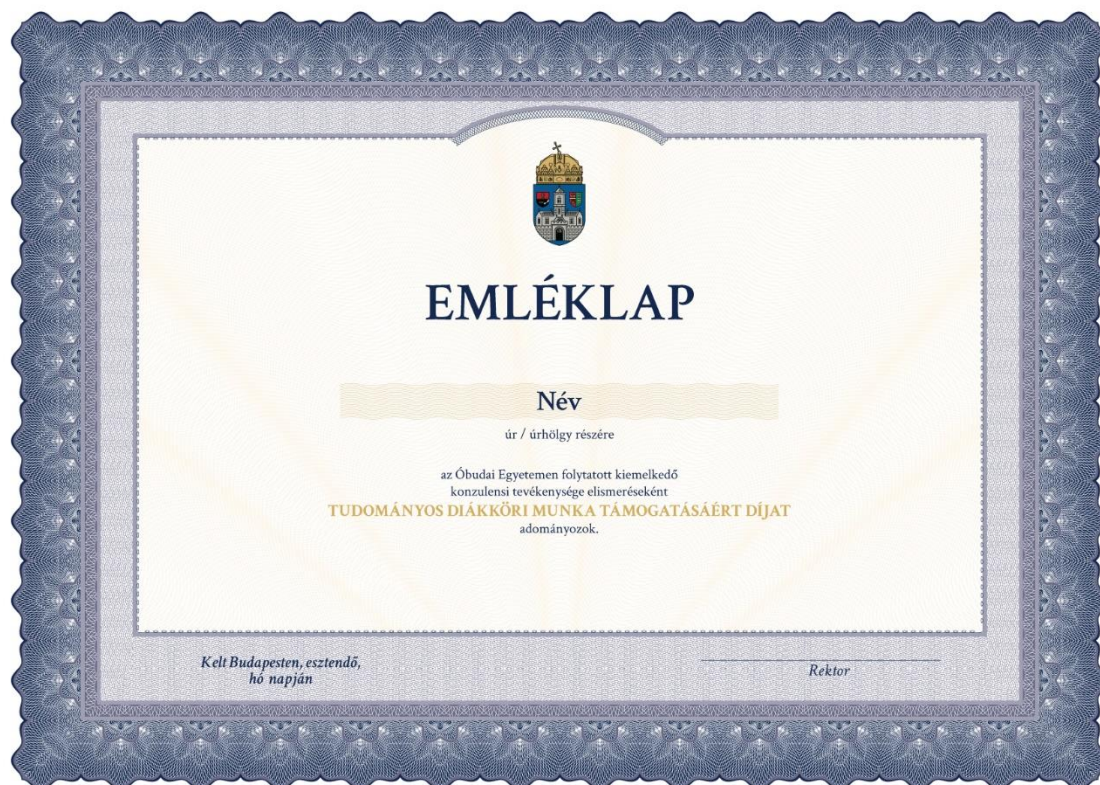 EMLÉKLAP
Név
úr / úrhölgy részére
az Óbudai Egyetemen folytatott kiemelkedő
konzulensi tevékenysége elismeréseként
TUDOMÁNYOS DIÁKKÖRI MUNKA TÁMOGATÁSÁÉRT DÍJAT
adományozok.
Kelt Budapesten, esztendő,
hó napján
Rektor